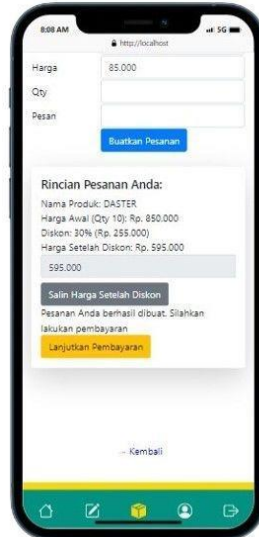 8:08 AM
5G
http://localhost
Harga 85.000
Qty
Pesan
Buatkan Pesanan
Rincian Pesanan Anda:
Nama Produk: DASTER
Harga Awal (Qty 10): Rp. 850.000
Diskon: 30% (Rp. 255.000)
Harga Setelah Diskon: Rp. 595.000
595.000
Salin Harga Setelah Diskon
Pesanan Anda berhasil dibuat. Silahkan
lakukan pembayaran
Lanjutkan Pembayaran
- Kembali